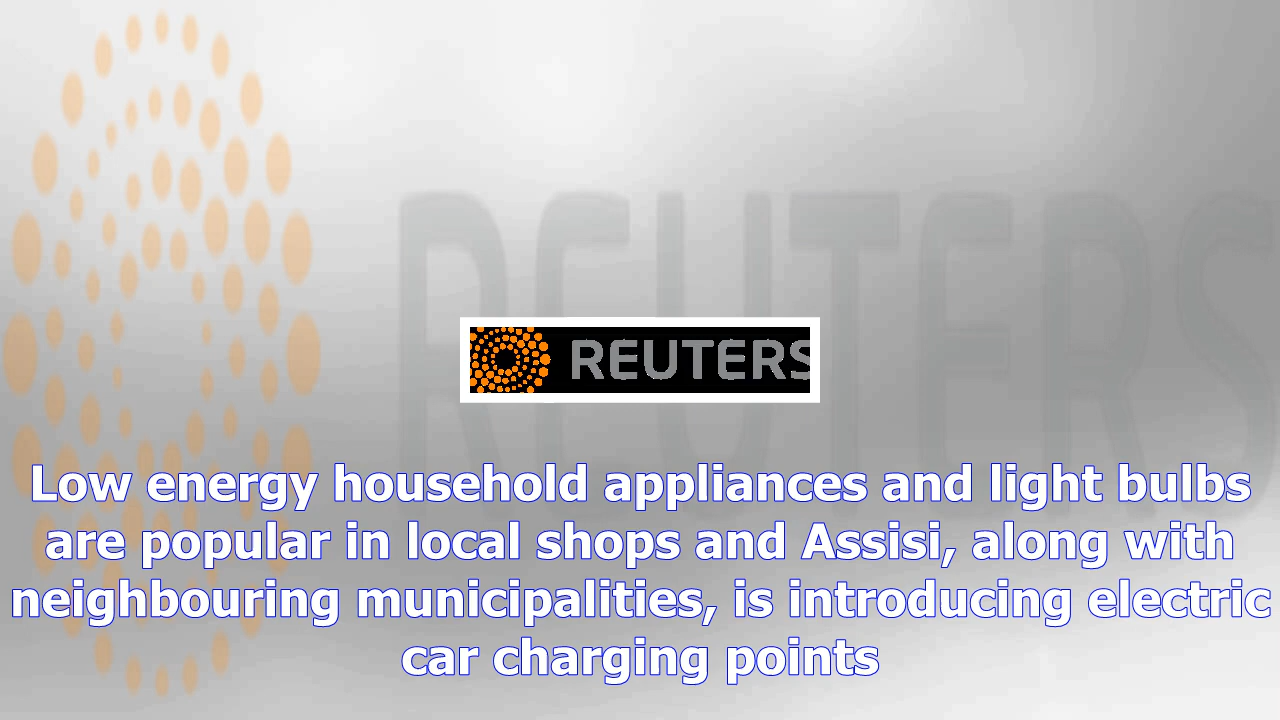 REUTERS
REUTERS
Low energy household appliances and light bulbs
are popular in local shops and Assisi, along with
neighbouring municipalities, is introducing electric
car charging points